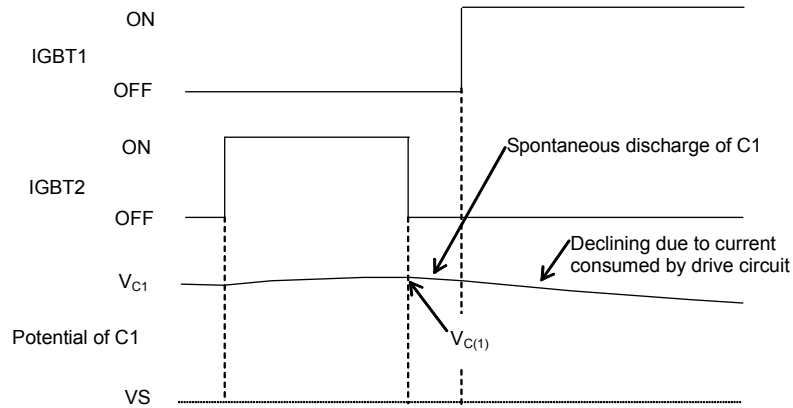 ON
IGBT1
OFF
ON
Spontaneous discharge of C1
IGBT2
OFF
Declining due to current
consumed by drive circuit
VC1
Potential of C1
VC(1)
VS